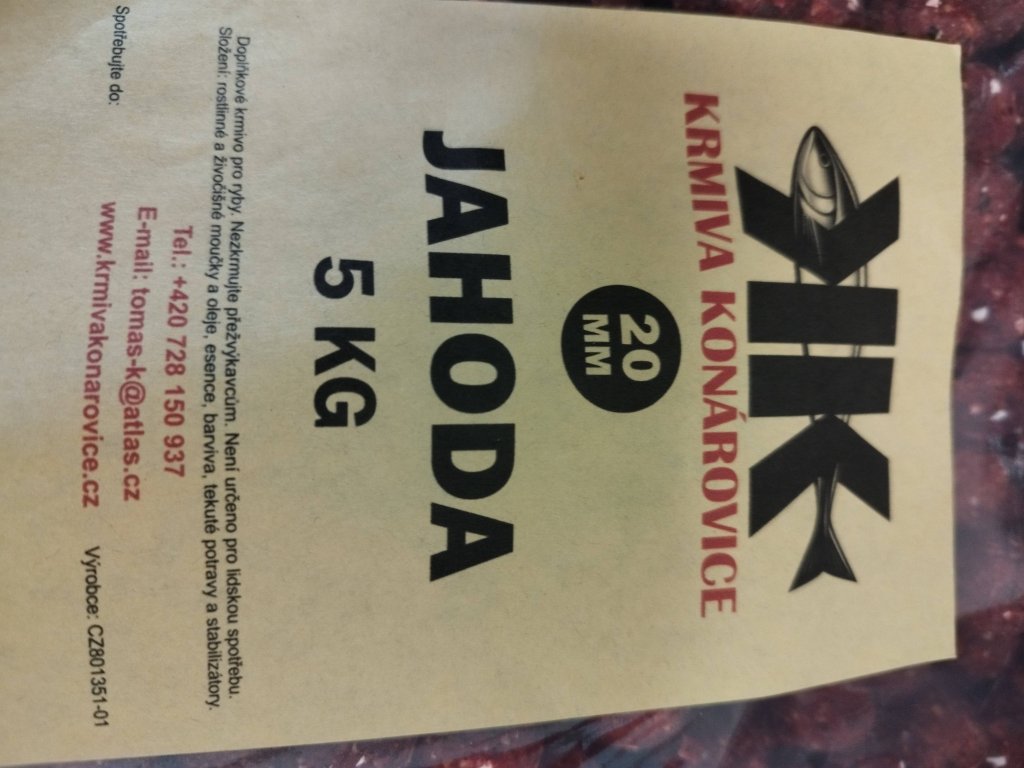 KK
KRMIVA KONÁROVICE
20
MM
JAHODA
5 KG
Doplňkové krmivo pro ryby. Nezkrmujte přežvýkavcům. Není určeno pro lidskou spotřebu.
Složení: rostlinné a živočišné moučky a oleje, esence, barviva, tekuté potravy a stabilizátory.
Tel.: +420 728 150 937
E-mail: tomas-k@atlas.cz
www.krmivakonarovice.cz
Spotřebujte do:
Výrobce: CZ801351-01